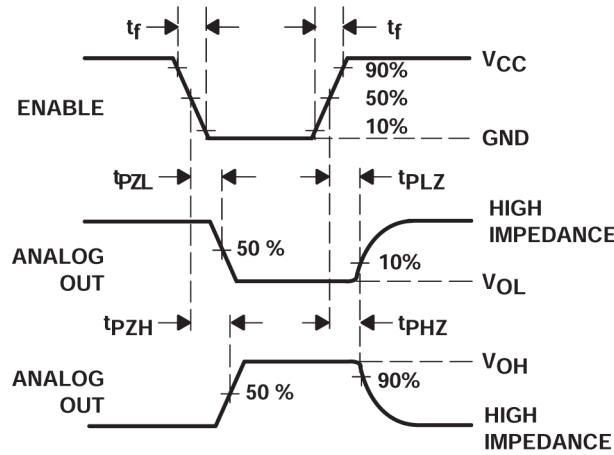 tf
tf
VCC
90%
50%
ENABLE
10%
GND
tPZL
tPLZ
HIGH
IMPEDANCE
50 %
ANALOG
OUT
10%
VOL
tPZH
tPHZ
VOH
ANALOG
OUT
50 %
90%
HIGH
IMPEDANCE